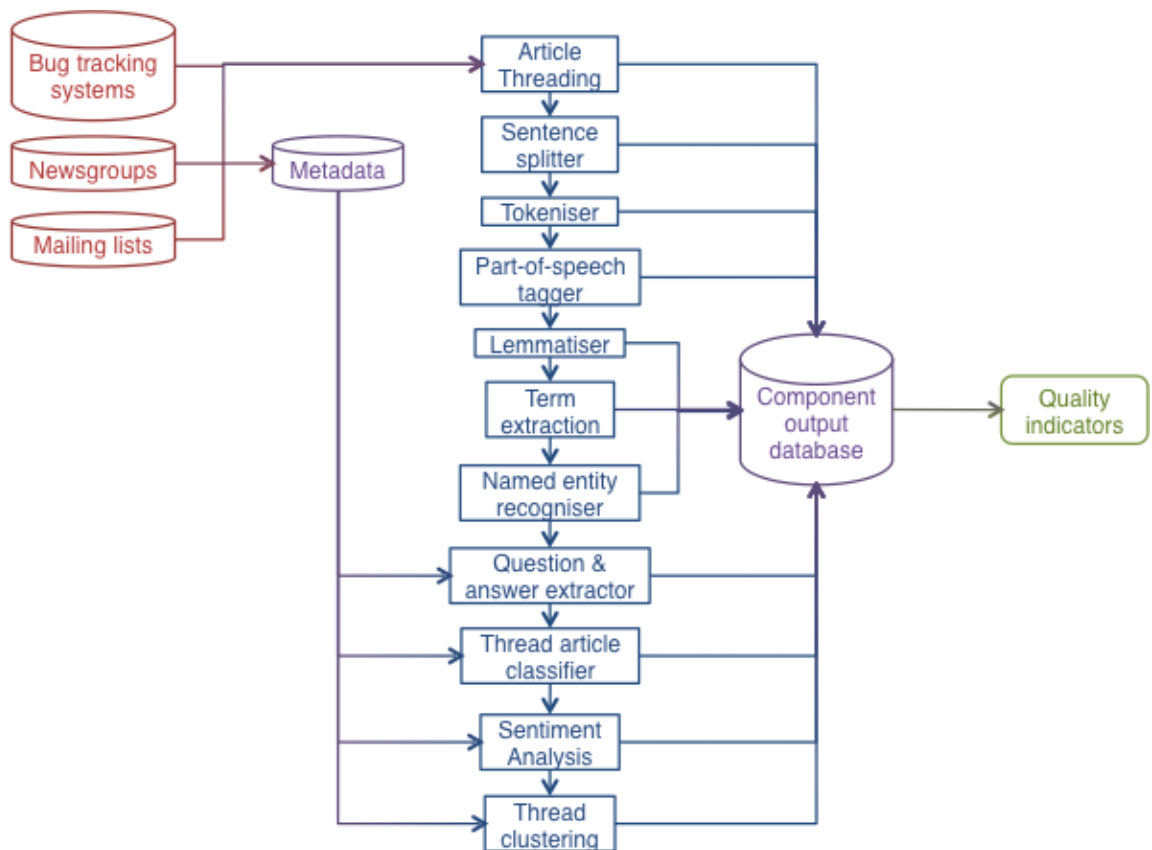 Bug tracking
systems
Newsgroups
Mailing lists
Metadata
Article
Threading
Sentence
splitter
Tokeniser
Part-of-speech
tagger
Lemmatiser
Term
extraction
Named entity
recogniser
Question &
answer extractor
Thread article
classifier
Sentiment
Analysis
Thread
clustering
Component
output
database
Quality
indicators